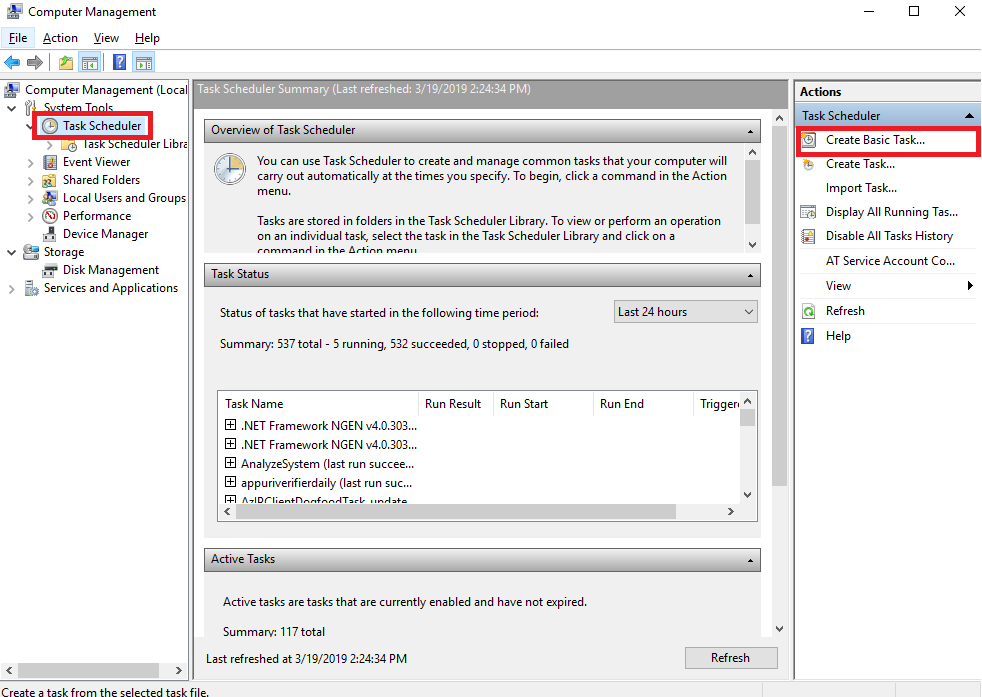 Computer Management
File Action View Help
Computer Management (Local
System Tools
Task Scheduler
Task Scheduler Libra
Event Viewer
Shared Folders
Local Users and Groups
Performance
Device Manager
Storage
Disk Management
Services and Applications
Task Scheduler Summary (Last refreshed: 3/19/2019 2:24:34 PM)
Overview of Task Scheduler
You can use Task Scheduler to create and manage common tasks that your computer will
carry out automatically at the times you specify. To begin, click a command in the Action
menu.
Tasks are stored in folders in the Task Scheduler Library. To view or perform an operation
on an individual task, select the task in the Task Scheduler Library and click on a
command in the Action menu.
Task Status
Status of tasks that have started in the following time period:
Last 24 hours
Summary: 537 total - 5 running, 532 succeeded, 0 stopped, 0 failed
Task Name Run Result Run Start Run End Trigger
.NET Framework NGEN v4.0.303...
.NET Framework NGEN v4.0.303...
AnalyzeSystem (last run succee...
appuriverifierdaily (last run suc...
AzIPClientDogfoodTask_update
Active Tasks
Active tasks are tasks that are currently enabled and have not expired.
Summary: 117 total
Last refreshed at 3/19/2019 2:24:34 PM
Refresh
Actions
Task Scheduler
Create Basic Task...
Create Task...
Import Task...
Display All Running Tas...
Disable All Tasks History
AT Service Account Co...
View
Refresh
Help
Create a task from the selected task file.